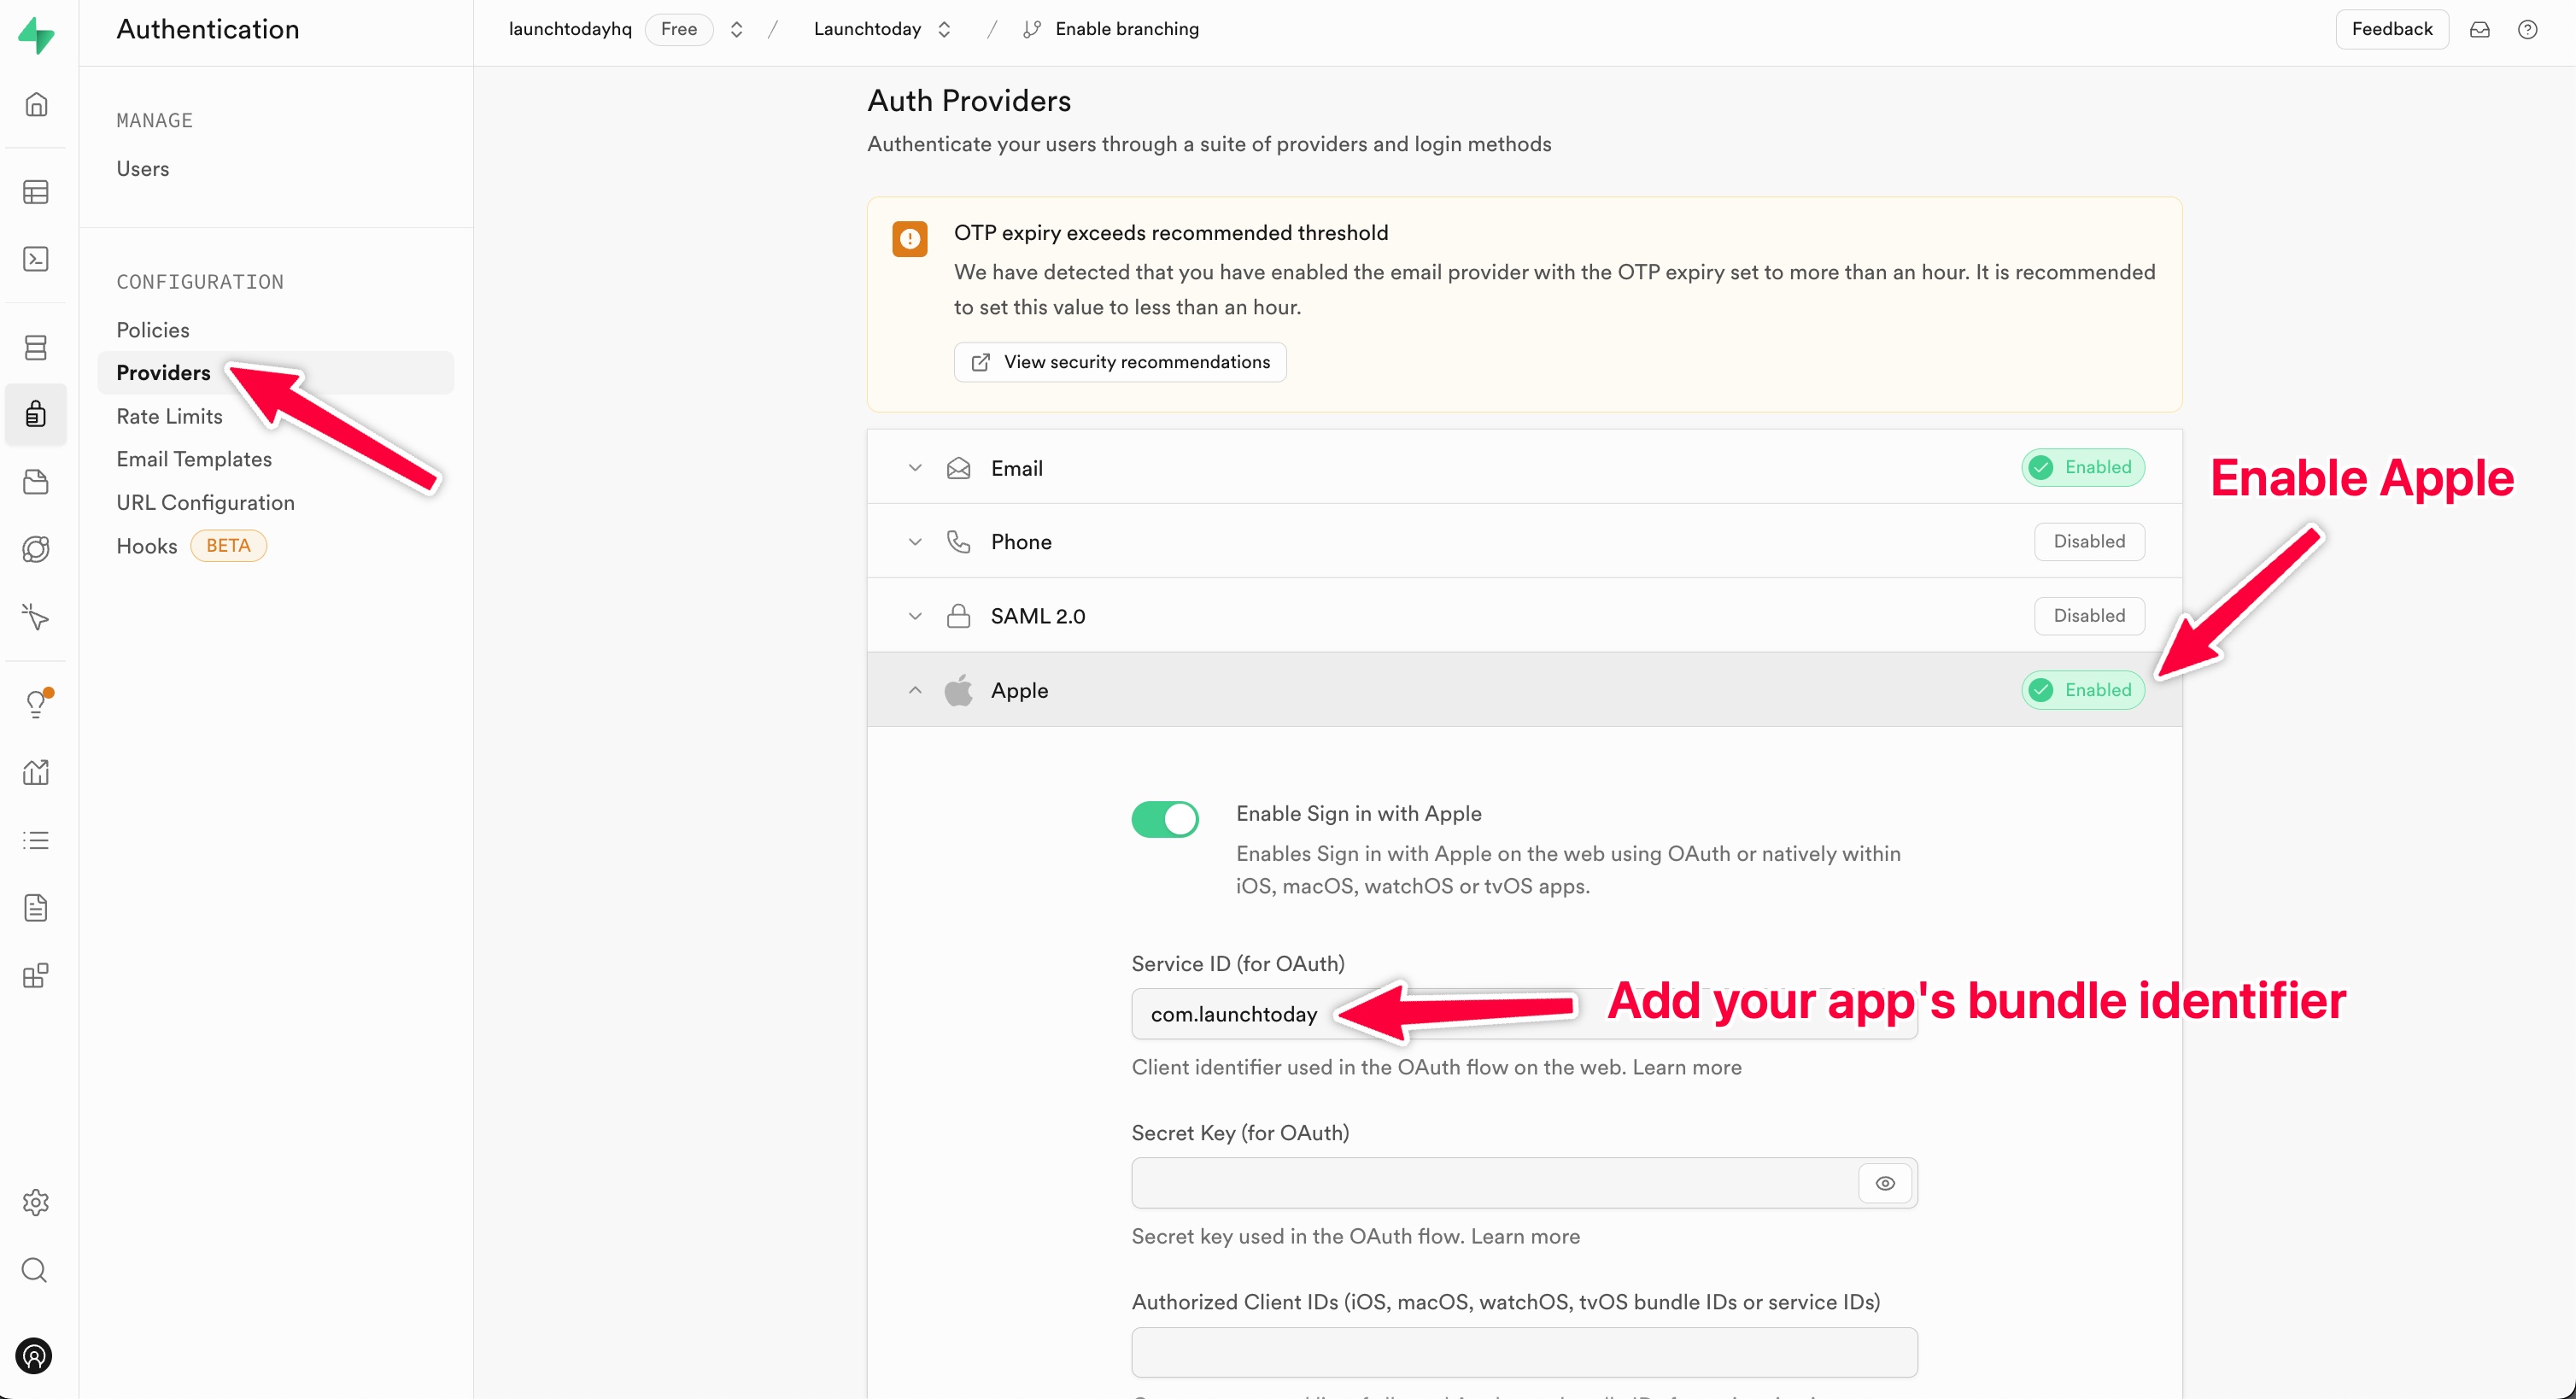 Authentication
launchtodayhq Free / Launchtoday / Enable branching
Feedback
MANAGE
Users
CONFIGURATION
Policies
Providers
Rate Limits
Email Templates
URL Configuration
Hooks BETA
Auth Providers
Authenticate your users through a suite of providers and login methods
OTP expiry exceeds recommended threshold
We have detected that you have enabled the email provider with the OTP expiry set to more than an hour. It is recommended
to set this value to less than an hour.
View security recommendations
Email Enabled
Enable Apple
Phone Disabled
SAML 2.0 Disabled
Apple Enabled
Enable Sign in with Apple
Enables Sign in with Apple on the web using OAuth or natively within
iOS, macOS, watchOS or tvOS apps.
Service ID (for OAuth)
com.launchtoday
Add your app's bundle identifier
Client identifier used in the OAuth flow on the web. Learn more
Secret Key (for OAuth)
Secret key used in the OAuth flow. Learn more
Authorized Client IDs (iOS, macOS, watchOS, tvOS bundle IDs or service IDs)